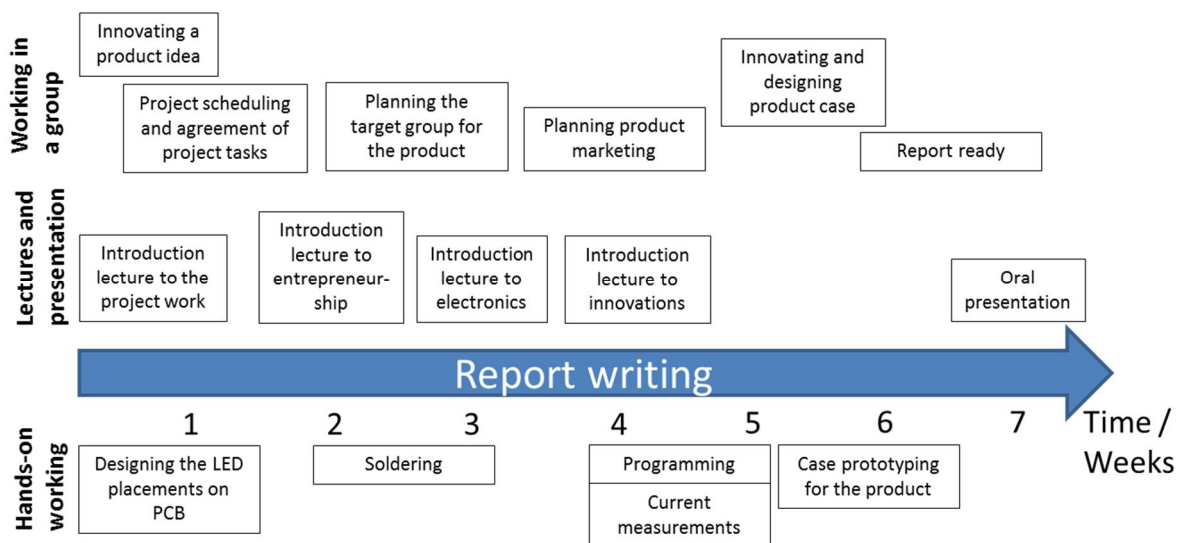 Working in
a group
Innovating a
product idea
Project scheduling
and agreement of
project tasks
Planning the
target group for
the product
Planning product
marketing
Innovating and
designing
product case
Report ready
Lectures and
presentation
Introduction
lecture to the
project work
Introduction
lecture to
entrepreneur-
ship
Introduction
lecture to
electronics
Introduction
lecture to
innovations
Oral
presentation
Report writing
1 2 3 4 5 6 7 Time /
Weeks
Hands-on
working
Designing the LED
placements on
PCB
Soldering
Programming
Current
measurements
Case prototyping
for the product